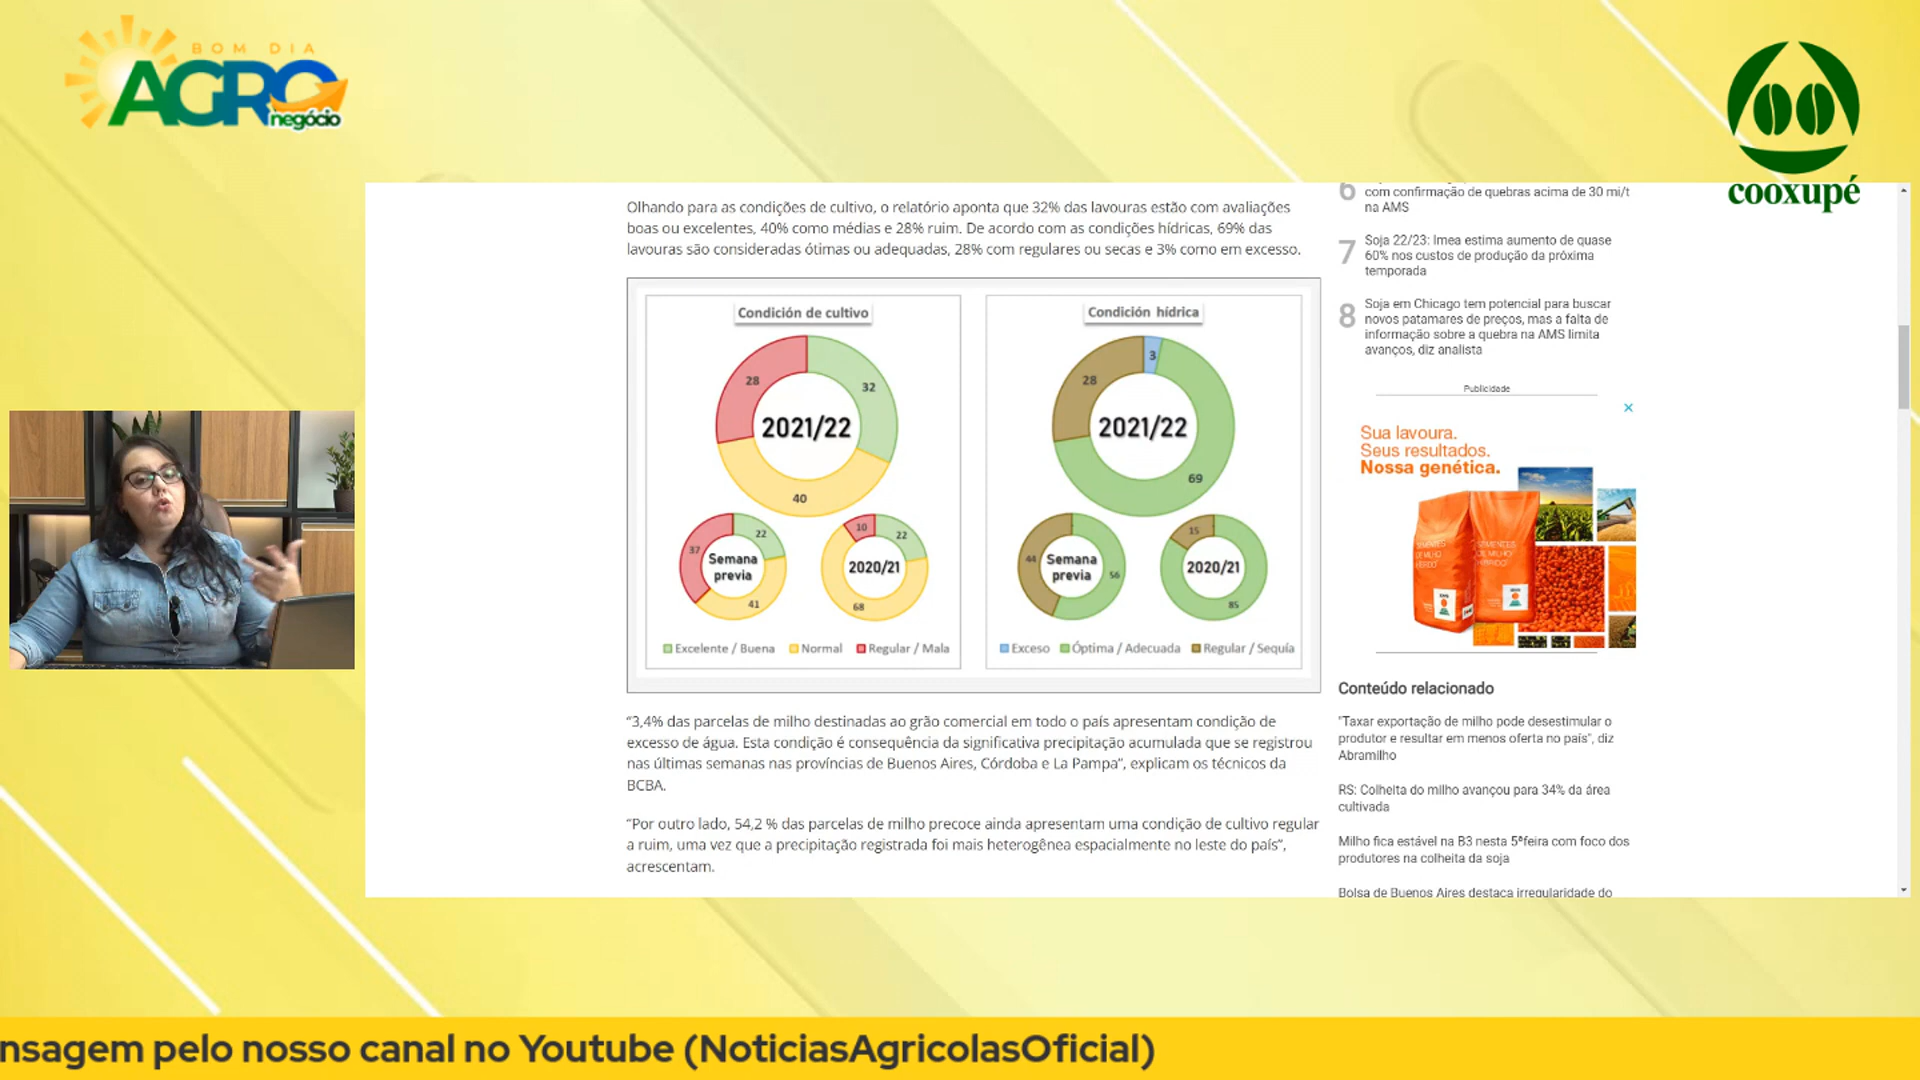 BOM DIA
AGRO
negócio
cooxupé
Olhando para as condições de cultivo, o relatório aponta que 32% das lavouras estão com avaliações
boas ou excelentes, 40% como médias e 28% ruim. De acordo com as condições hídricas, 69% das
lavouras são consideradas ótimas ou adequadas, 28% com regulares ou secas e 3% como em excesso.
Condición de cultivo
28
32
2021/22
40
37
22
Semana
previa
41
10
22
2020/21
68
Excelente / Buena
Normal
Regular / Mala
Condición hídrica
3
28
2021/22
69
44
Semana
previa
56
15
2020/21
85
Exceso
Óptima / Adecuada
Regular / Sequía
“3,4% das parcelas de milho destinadas ao grão comercial em todo o país apresentam condição de
excesso de água. Esta condição é consequência da significativa precipitação acumulada que se registrou
nas últimas semanas nas províncias de Buenos Aires, Córdoba e La Pampa”, explicam os técnicos da
BCBA.
“Por outro lado, 54,2 % das parcelas de milho precoce ainda apresentam uma condição de cultivo regular
a ruim, uma vez que a precipitação registrada foi mais heterogênea espacialmente no leste do país”,
acrescentam.
6
com confirmação de quebras acima de 30 mi/t
na AMS
7
Soja 22/23: Imea estima aumento de quase
60% nos custos de produção da próxima
temporada
8
Soja em Chicago tem potencial para buscar
novos patamares de preços, mas a falta de
informação sobre a quebra na AMS limita
avanços, diz analista
Publicidade
Sua lavoura.
Seus resultados.
Nossa genética.
SEMENTES
DE MILHO
HÍBRIDO
SEMENTES
DE MILHO
HÍBRIDO
Conteúdo relacionado
"Taxar exportação de milho pode desestimular o
produtor e resultar em menos oferta no país", diz
Abramilho
RS: Colheita do milho avançou para 34% da área
cultivada
Milho fica estável na B3 nesta 5ªfeira com foco dos
produtores na colheita da soja
Bolsa de Buenos Aires destaca irregularidade do
nsagem pelo nosso canal no Youtube (NoticiasAgricolasOficial)